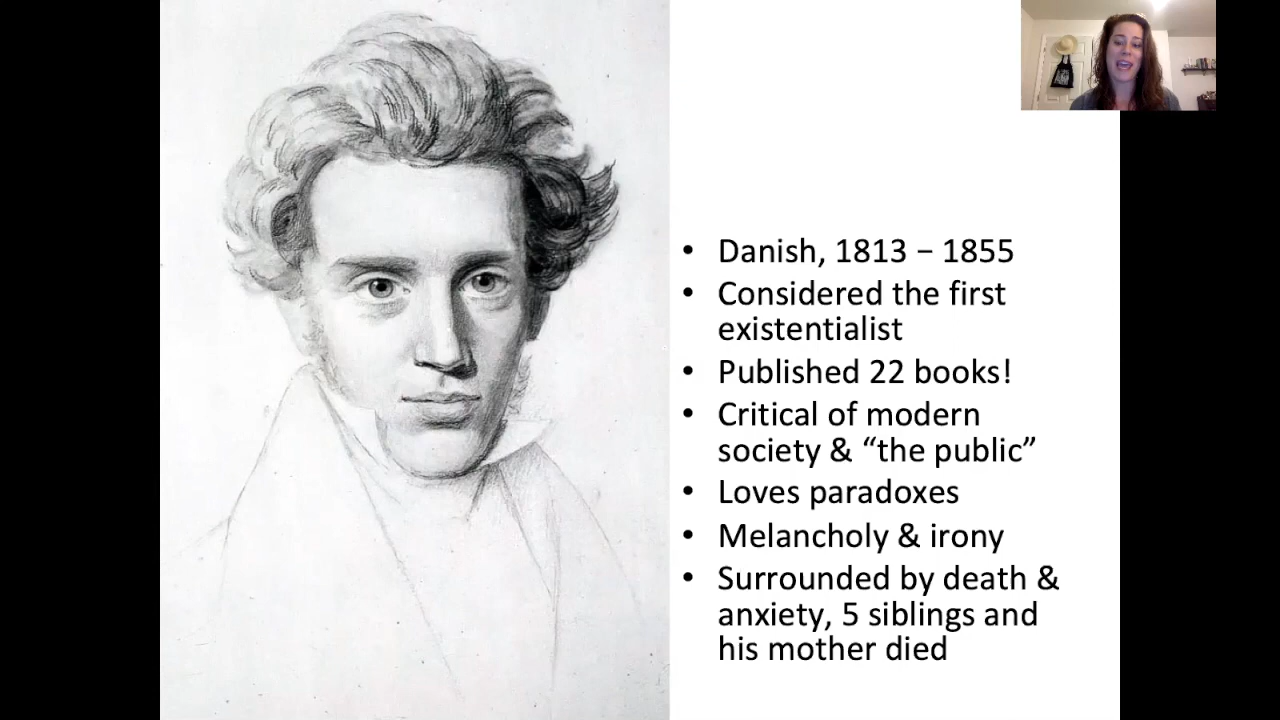 • Danish, 1813 – 1855
• Considered the first
existentialist
• Published 22 books!
• Critical of modern
society & “the public”
• Loves paradoxes
• Melancholy & irony
• Surrounded by death &
anxiety, 5 siblings and
his mother died